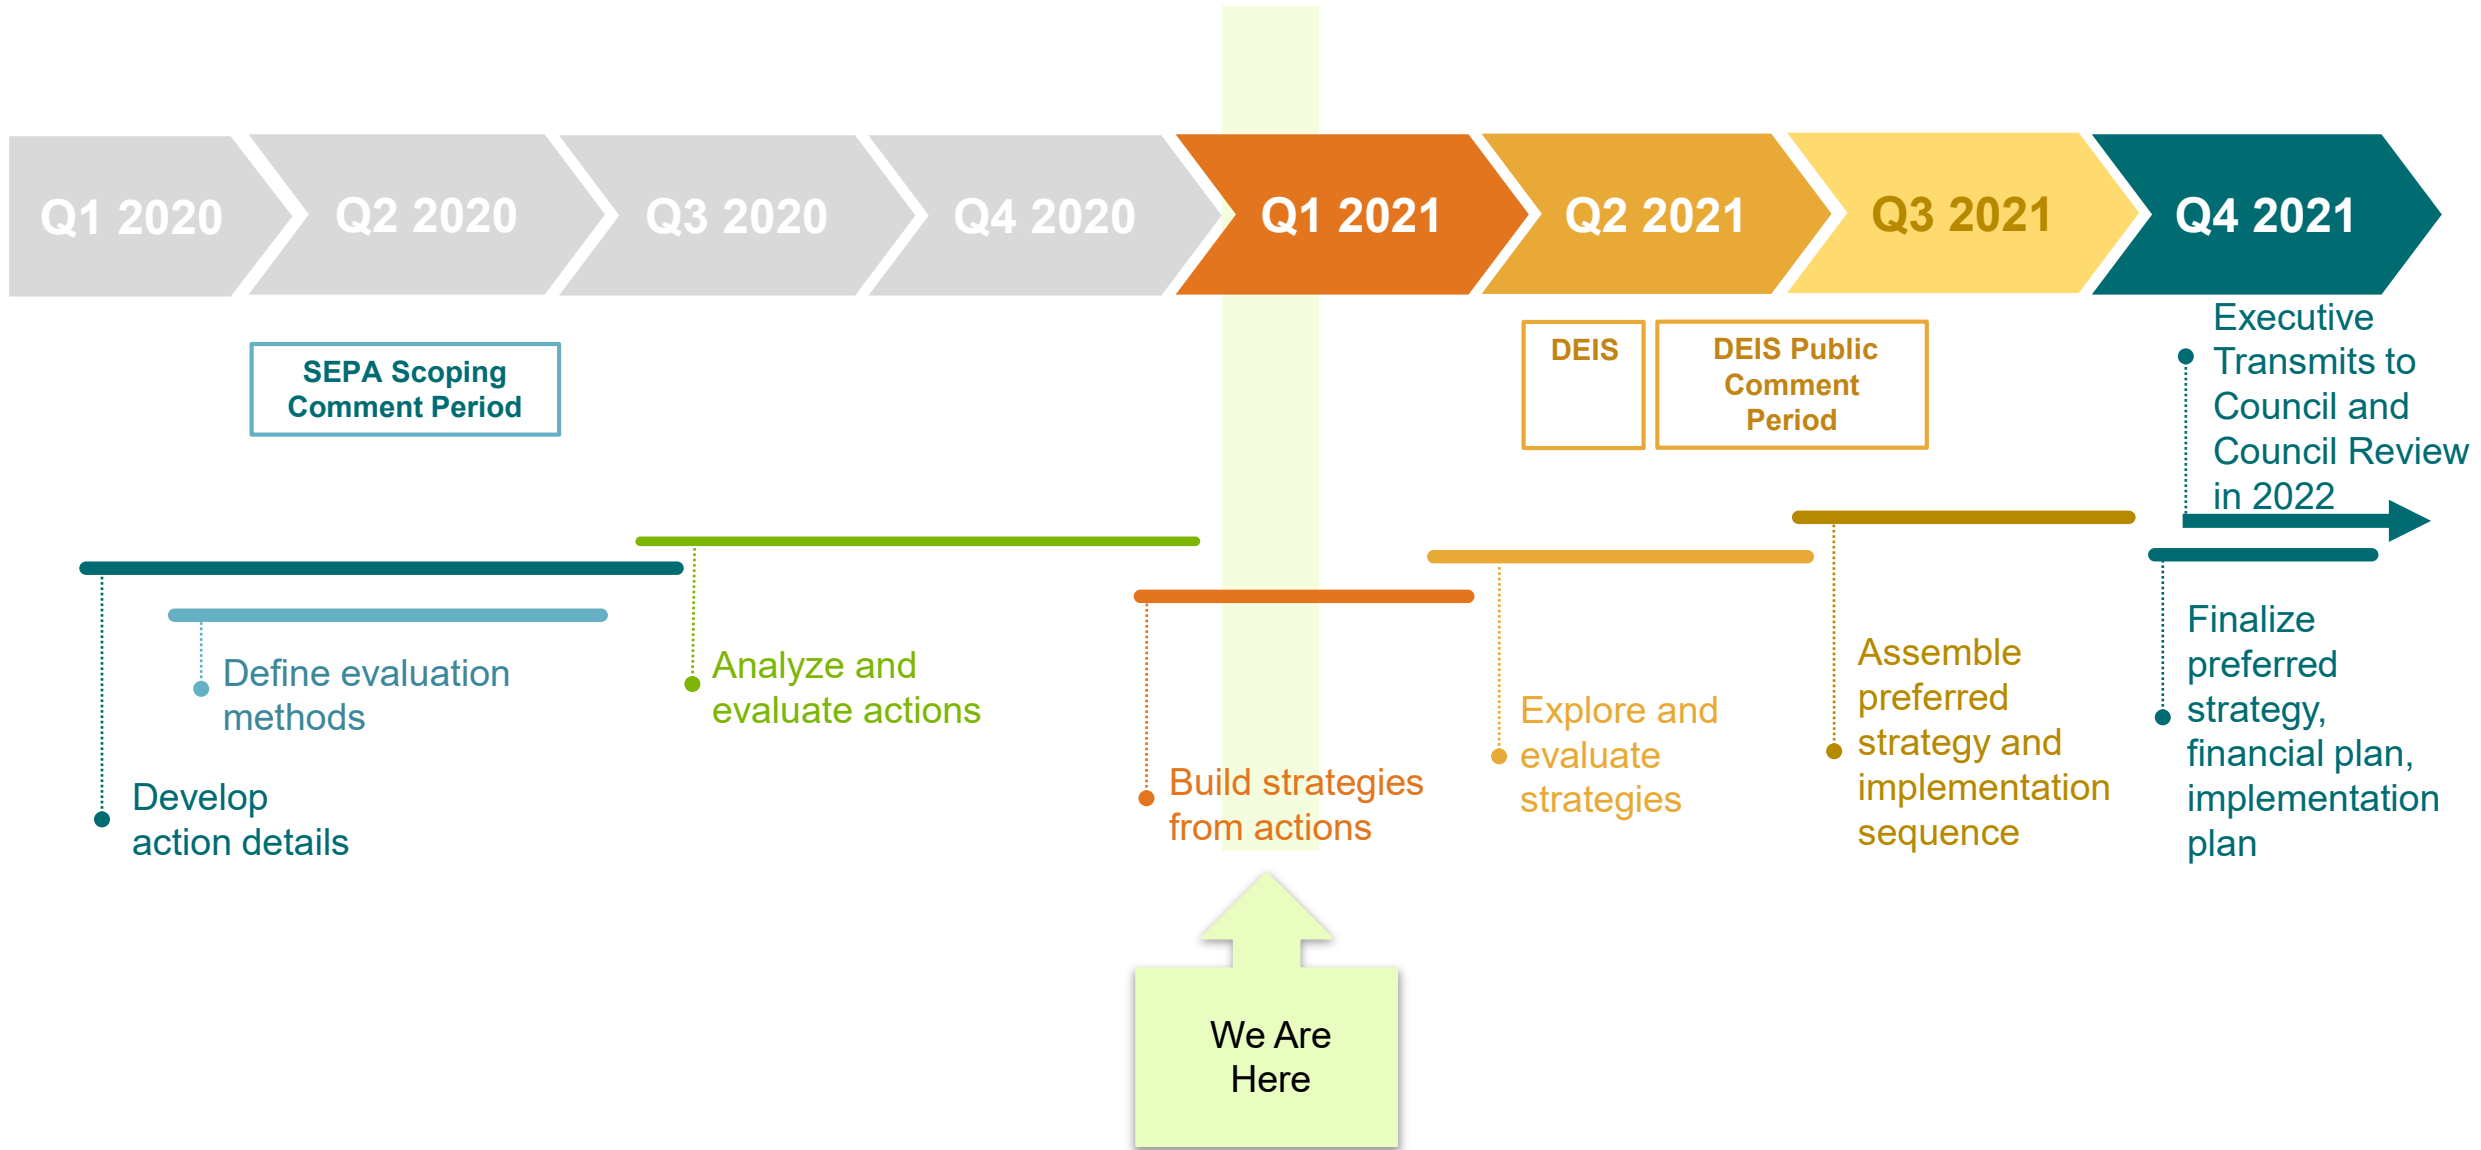 Q1 2020
Q2 2020
Q3 2020
Q4 2020
Q1 2021
Q2 2021
Q3 2021
Q4 2021
SEPA Scoping
Comment Period
DEIS
DEIS Public
Comment
Period
Executive
Transmits to
Council and
Council Review
in 2022
Develop
action details
Define evaluation
methods
Analyze and
evaluate actions
Build strategies
from actions
Explore and
evaluate
strategies
Assemble
preferred
strategy and
implementation
sequence
Finalize
preferred
strategy,
financial plan,
implementation
plan
We Are
Here